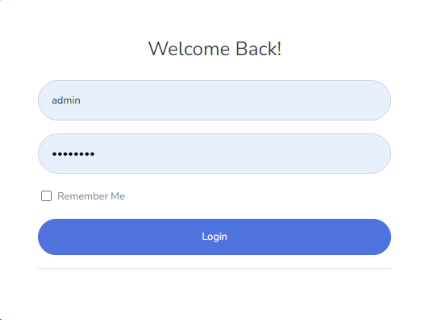 Welcome Back!
admin
••••••••
Remember Me
Login